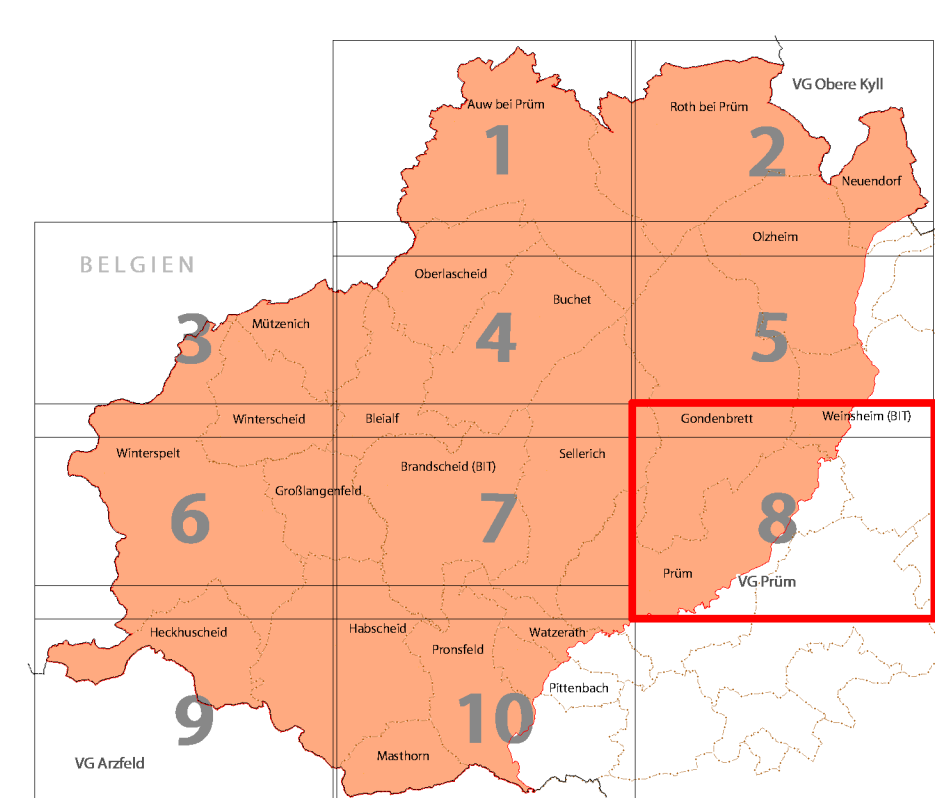 VG Obere Kyll
Auw bei Prüm
Roth bei Prüm
1
2
Neuendorf
Olzheim
BELGIEN
Oberlascheid
Buchet
3
Mützenich
4
5
Winterscheid
Bleialf
Gondenbrett
Weinsheim (BIT)
Winterspelt
Sellerich
Brandscheid (BIT)
Großlangenfeld
6
7
8
Prüm
VG Prüm
Heckhuscheid
Habscheid
Watzerath
Pronsfeld
Pittenbach
9
10
Masthorn
VG Arzfeld